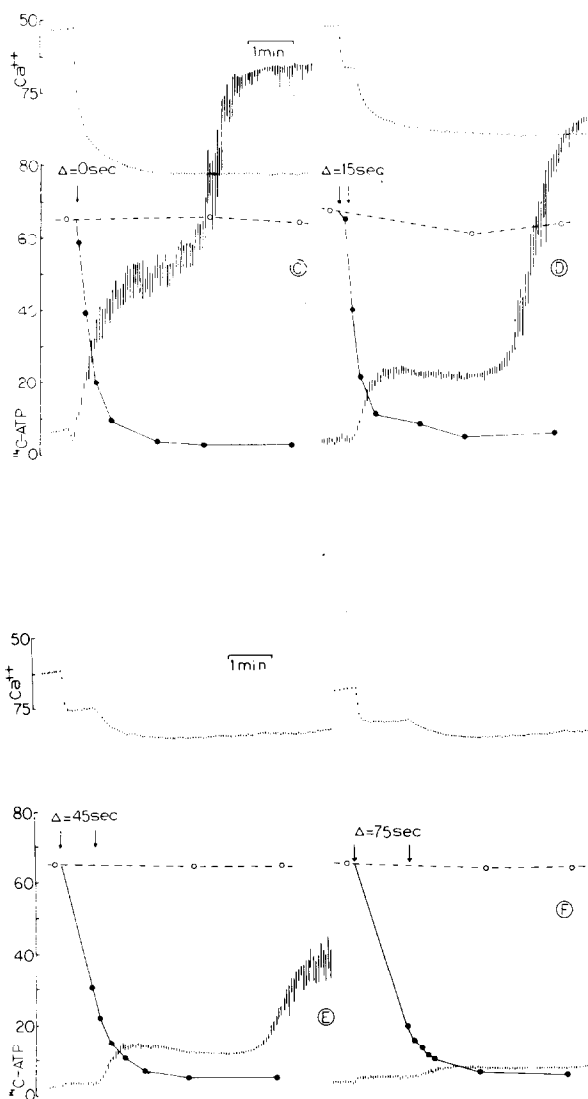 50
1min
Ca++
75
80
Δ=0sec
Δ=15sec
60
C
D
40
20
¹⁴C-ATP
0
50
1min
Ca++
75
80
Δ=45sec
Δ=75sec
60
F
40
E
20
¹⁴C-ATP
0